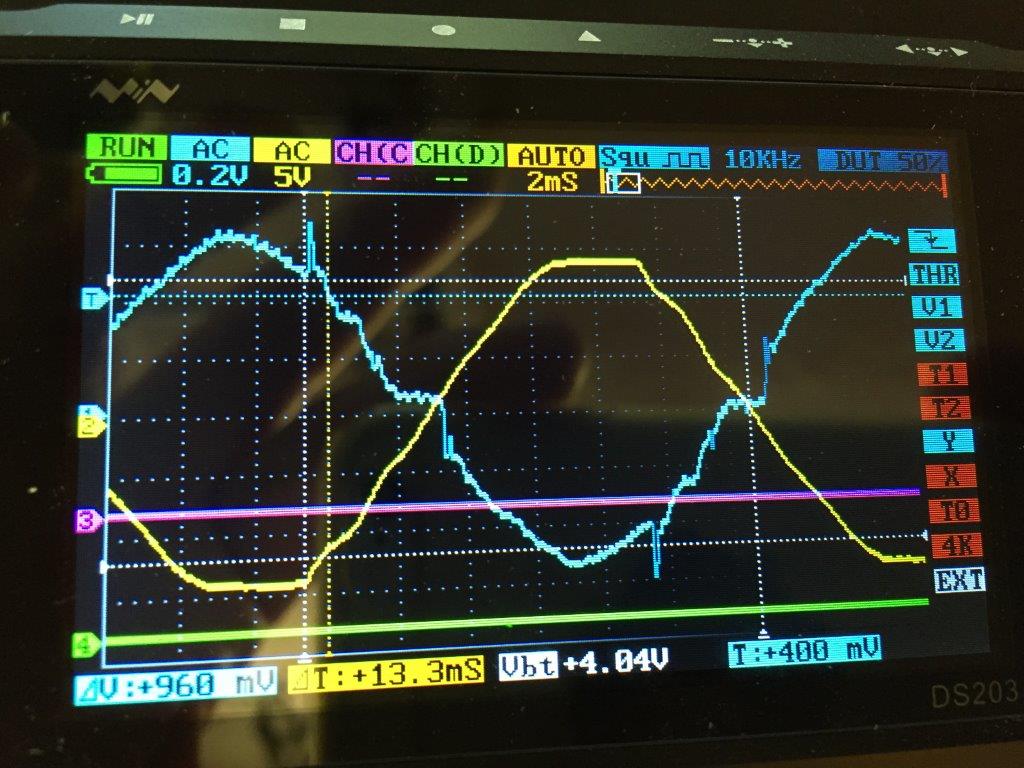 MiN
RUN AC AC CH(C CH(D) AUTO Squ 10KHz DUT 50%
0.2V 5V -- -- 2mS
T
THR
V1
V2
T1
2
T2
Y
X
3
T0
4K
EXT
4
ΔV:+960 mV ΔT:+13.3mS Vbt +4.04V T:+400 mV
DS203